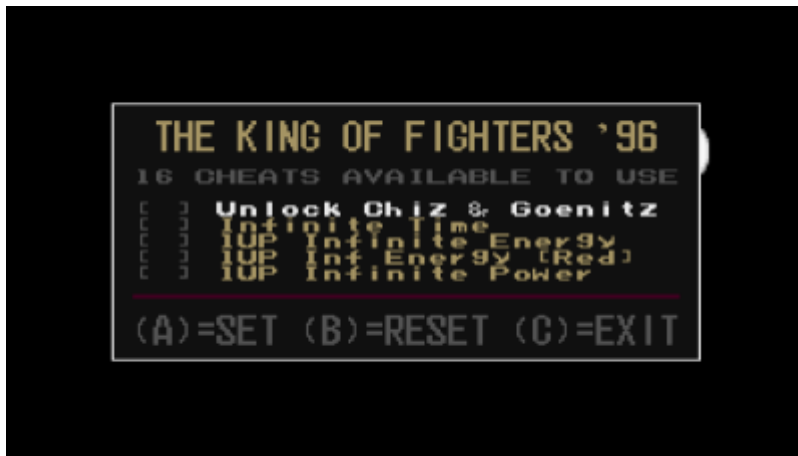 THE KING OF FIGHTERS '96
16 CHEATS AVAILABLE TO USE
[ ] Unlock Chiz & Goenitz
[ ] Infinite Time
[ ] 1UP Infinite Energy
[ ] 1UP Inf Energy [Red]
[ ] 1UP Infinite Power
(A)=SET (B)=RESET (C)=EXIT